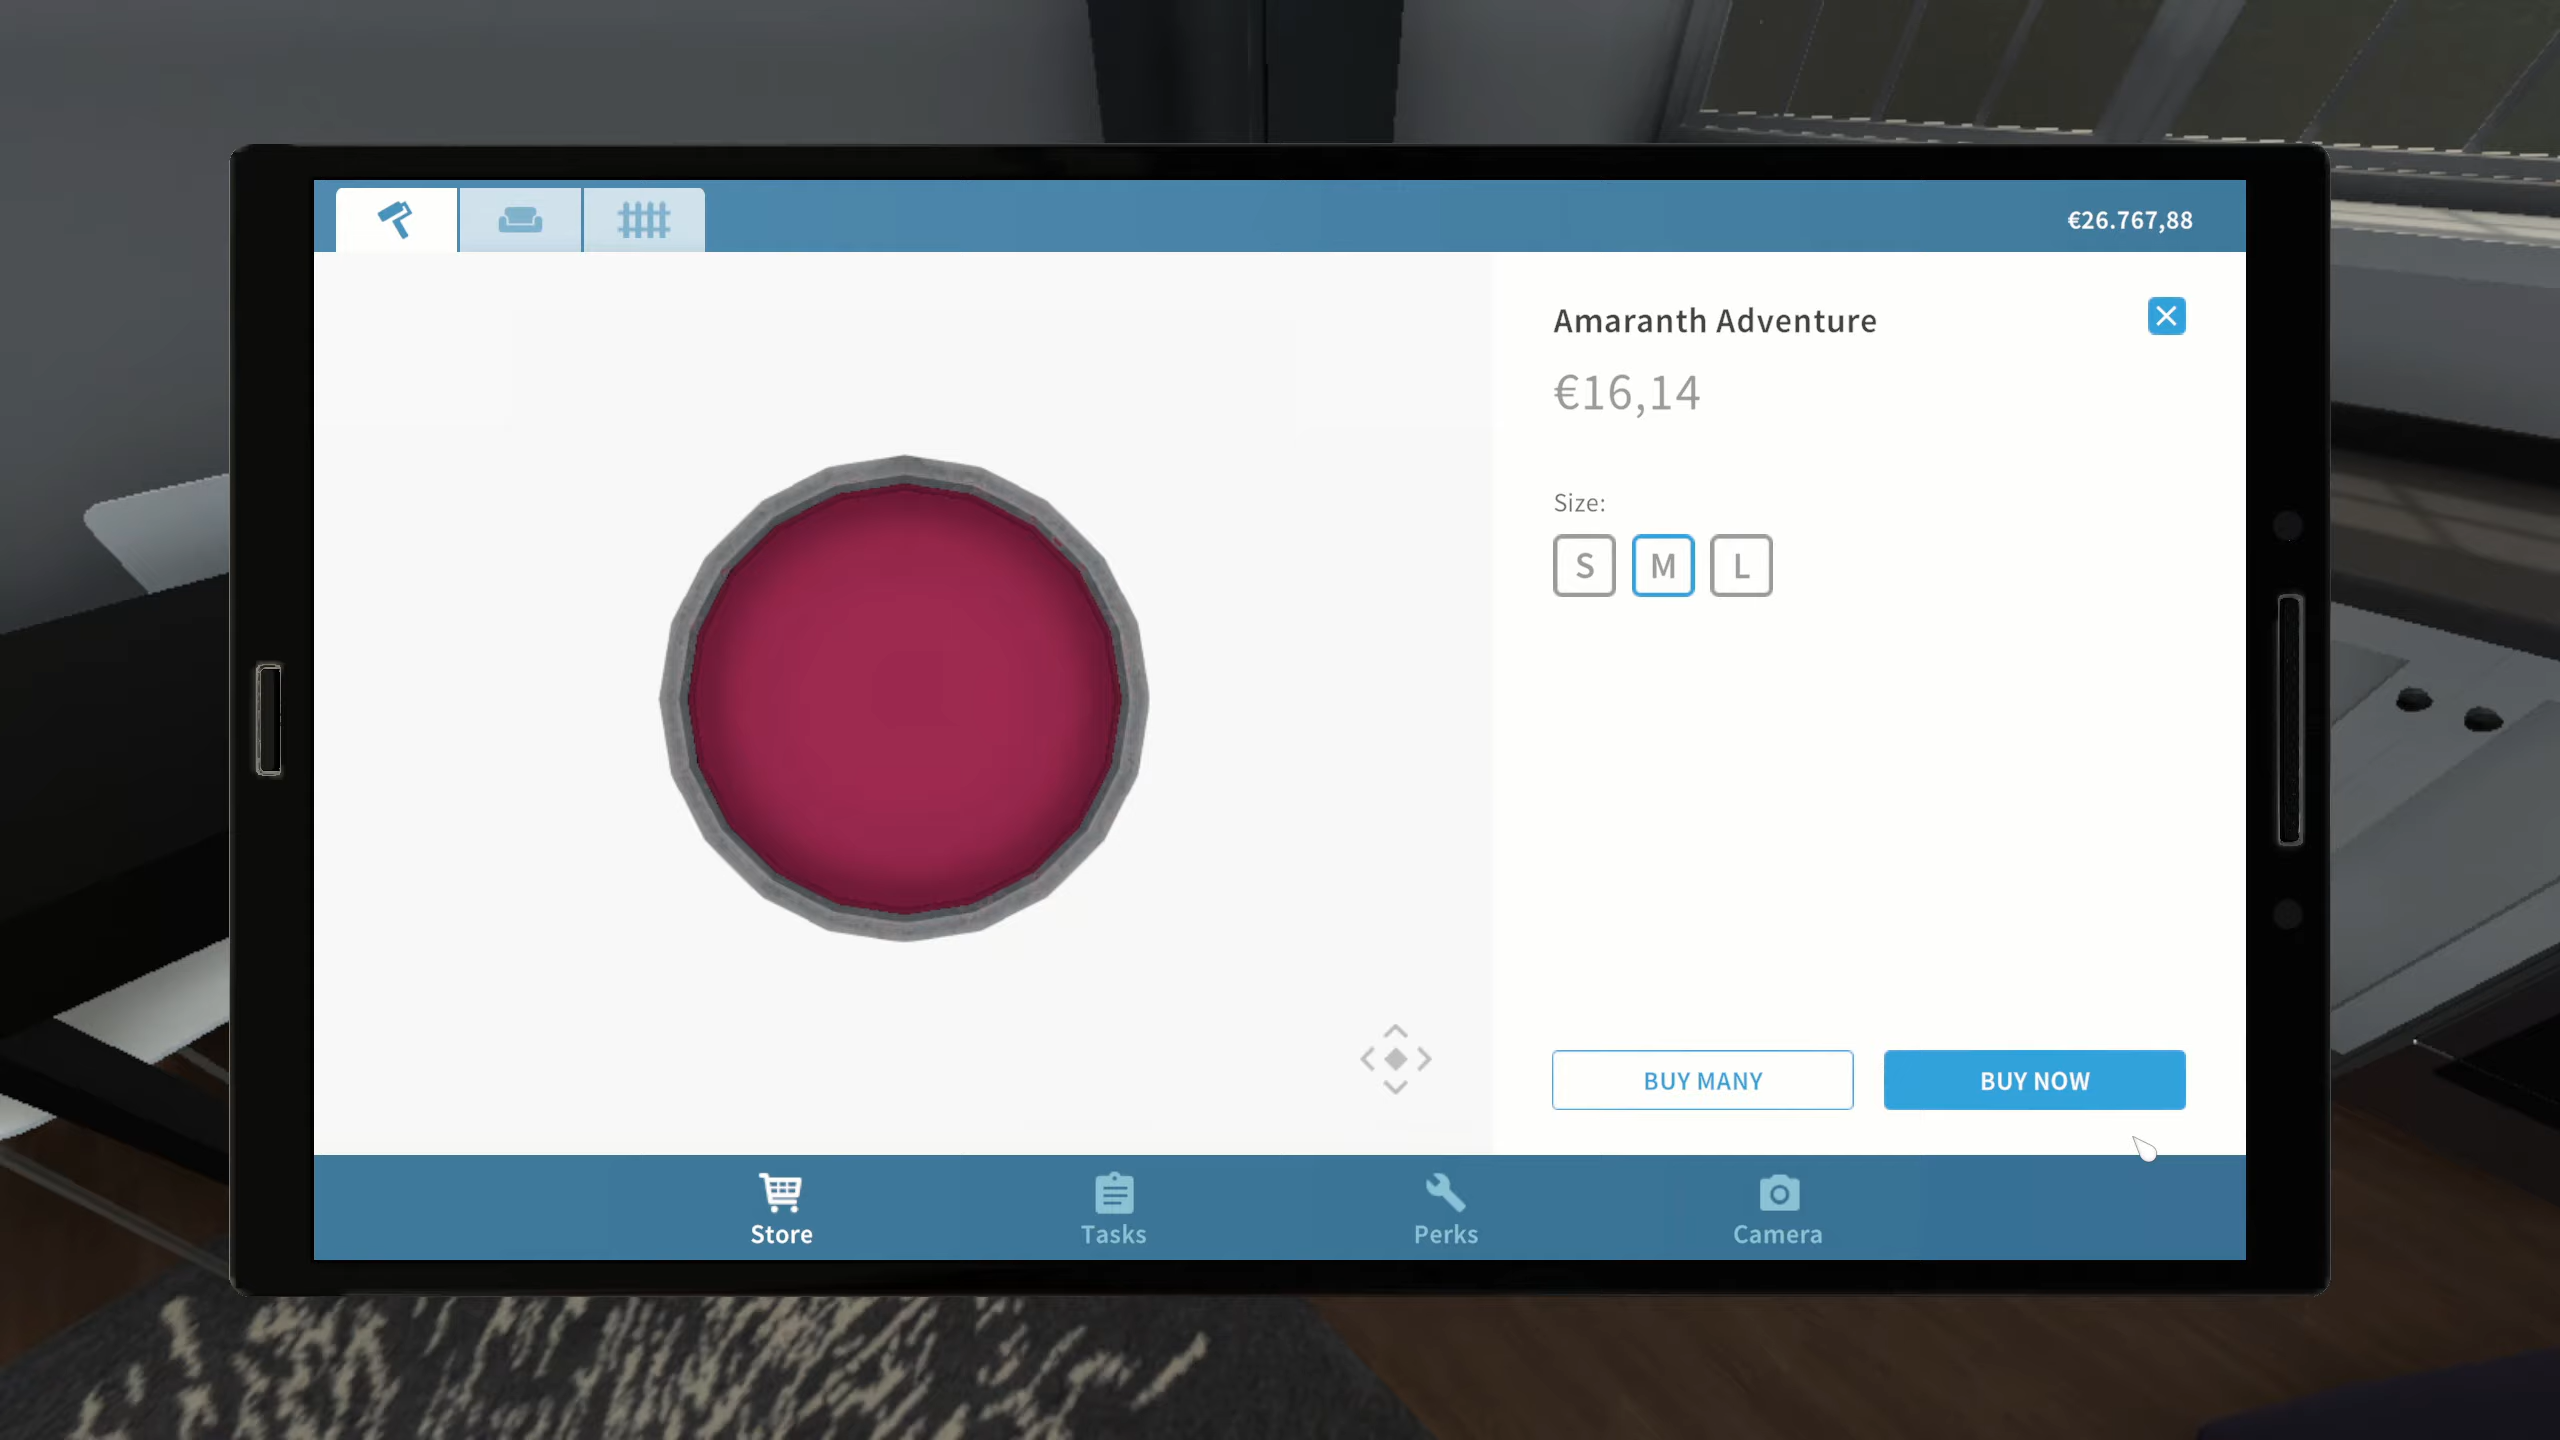 €26.767,88
Amaranth Adventure
€16,14
Size:
S M L
BUY MANY BUY NOW
Store Tasks Perks Camera